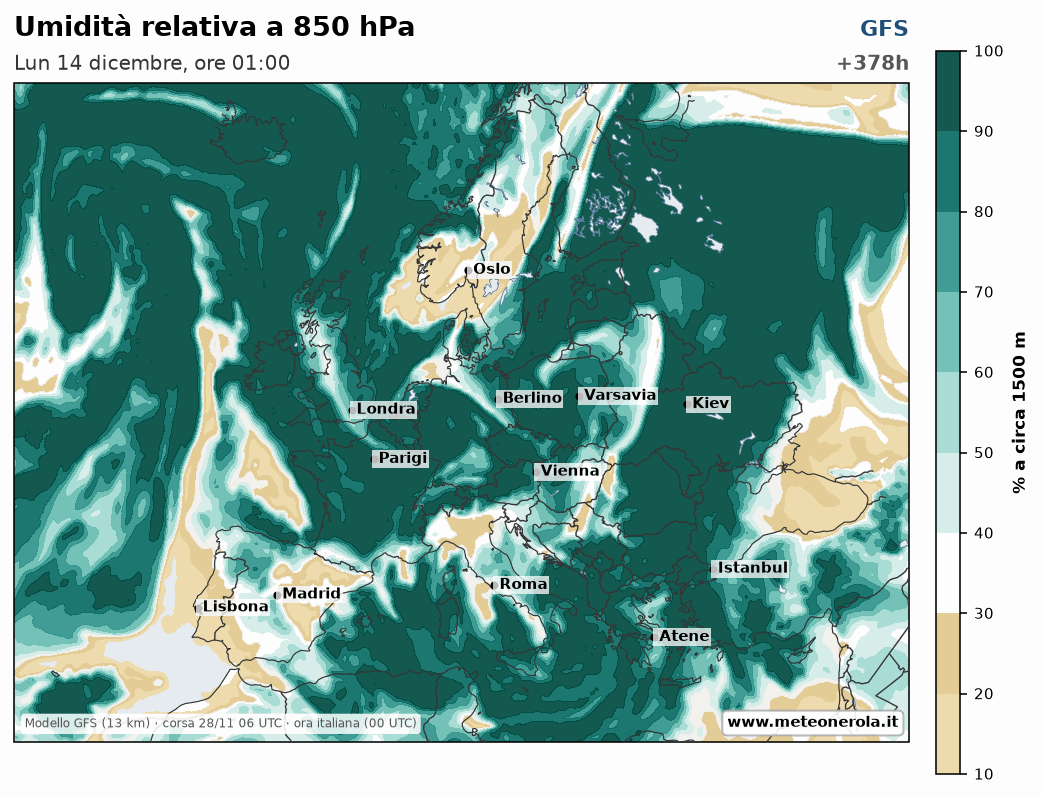 Umidità relativa a 850 hPa
GFS
Lun 14 dicembre, ore 01:00
+378h
100
90
80
70
60
50
40
30
20
10
% a circa 1500 m
Oslo
Londra
Berlino
Varsavia
Kiev
Parigi
Vienna
Istanbul
Roma
Madrid
Lisbona
Atene
Modello GFS (13 km) · corsa 28/11 06 UTC · ora italiana (00 UTC)
www.meteonerola.it